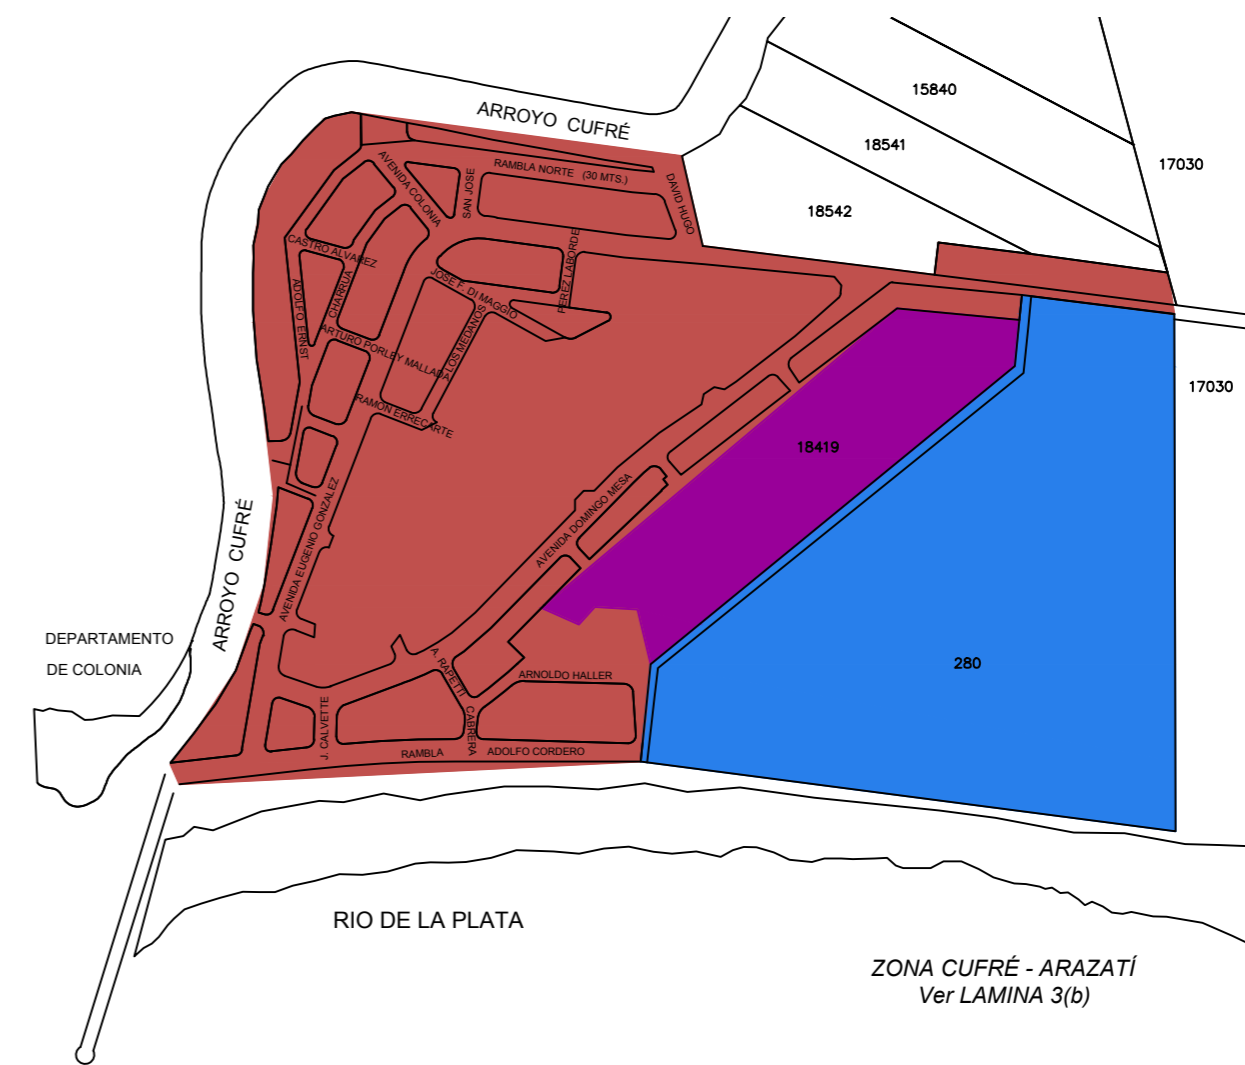 15840
ARROYO CUFRÉ
18541
17030
RAMBLA NORTE (30 MTS.)
AVENIDA COLONIA
SAN JOSE
DAVID HUGO
18542
CASTRO ALVAREZ
PEREZ LABORDE
JOSE F. DI MAGGIO
CHARRUA
ADOLFO ERNST
LOS MEDANOS
ARTURO PORLEY MALLADA
17030
RAMON ERRECARTE
18419
AVENIDA EUGENIO GONZALEZ
AVENIDA DOMINGO MESA
ARROYO CUFRÉ
DEPARTAMENTO
DE COLONIA
280
A. RAPETTI
ARNOLDO HALLER
J. CALVETTE
CABRERA
RAMBLA ADOLFO CORDERO
RIO DE LA PLATA
ZONA CUFRÉ - ARAZATÍ
Ver LAMINA 3(b)